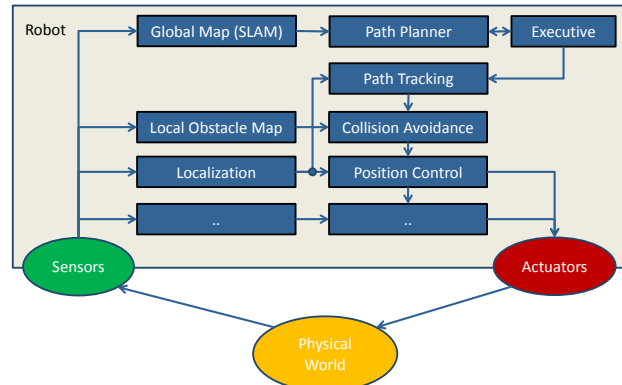 Robot
Global Map (SLAM)
Path Planner
Executive
Path Tracking
Local Obstacle Map
Collision Avoidance
Localization
Position Control
..
..
Sensors
Actuators
Physical
World